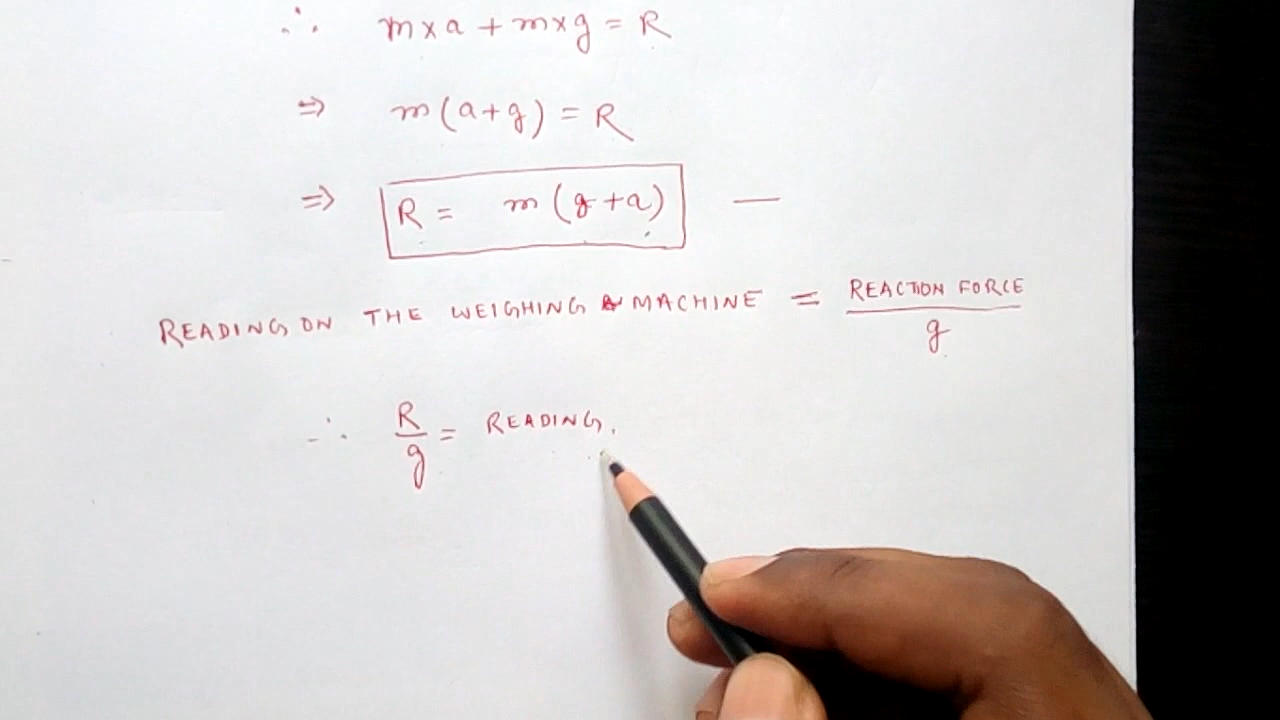 ∴ m×a + m×g = R
⇒ m(a+g) = R
⇒ R = m(g+a) —
READING ON THE WEIGHING MACHINE = REACTION FORCE / g
∴ R/g = READING.